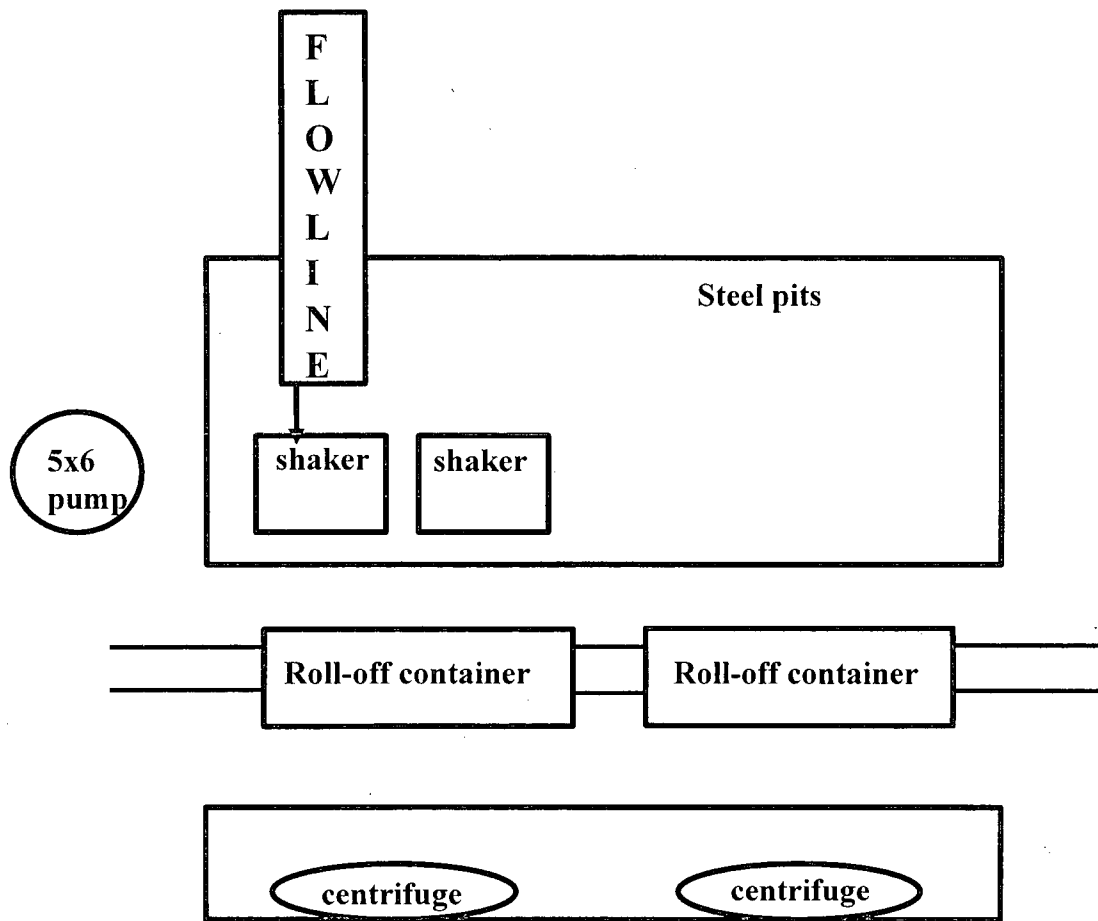 F
L
O
W
L
I
N
E
Steel pits
5x6
pump
shaker
shaker
Roll-off container
Roll-off container
centrifuge
centrifuge